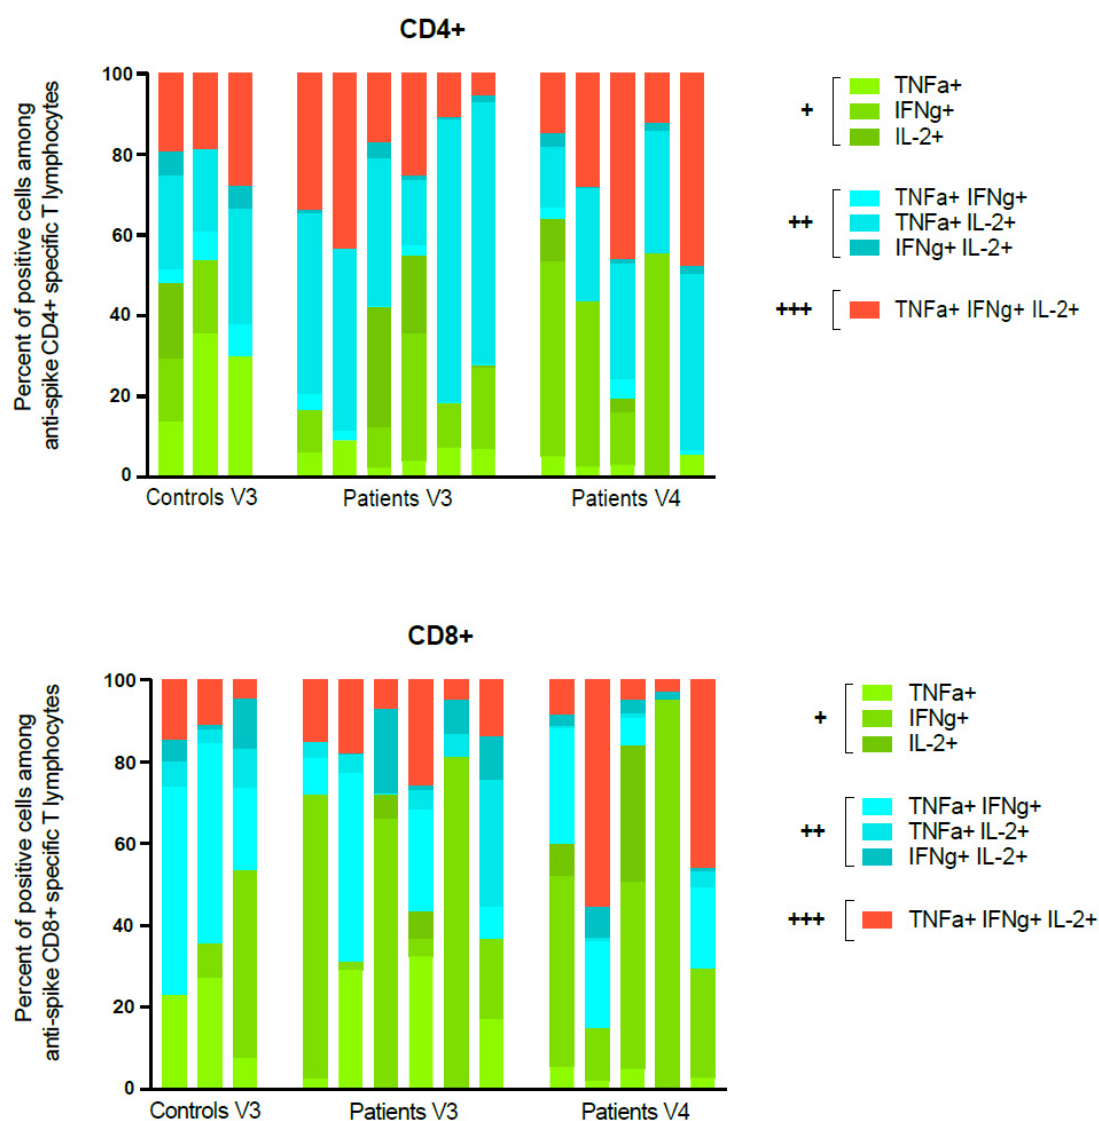 CD4+
Percent of positive cells among
anti-spike CD4+ specific T lymphocytes
100
80
60
40
20
0
Controls V3
Patients V3
Patients V4
+
TNFa+
IFNg+
IL-2+
++
TNFa+ IFNg+
TNFa+ IL-2+
IFNg+ IL-2+
+++
TNFa+ IFNg+ IL-2+
CD8+
Percent of positive cells among
anti-spike CD8+ specific T lymphocytes
100
80
60
40
20
0
Controls V3
Patients V3
Patients V4
+
TNFa+
IFNg+
IL-2+
++
TNFa+ IFNg+
TNFa+ IL-2+
IFNg+ IL-2+
+++
TNFa+ IFNg+ IL-2+